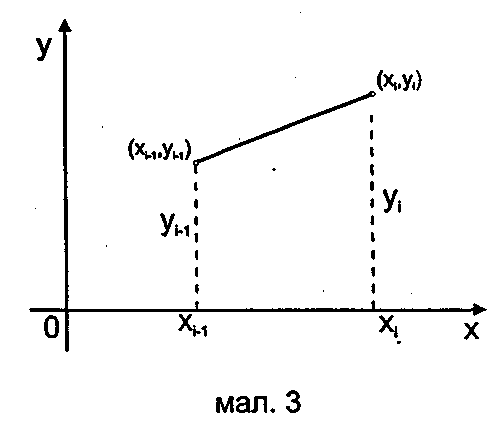 y
(xi,yi)
(xi-1,yi-1)
yi-1
yi
0
xi-1
xi
x
мал. 3